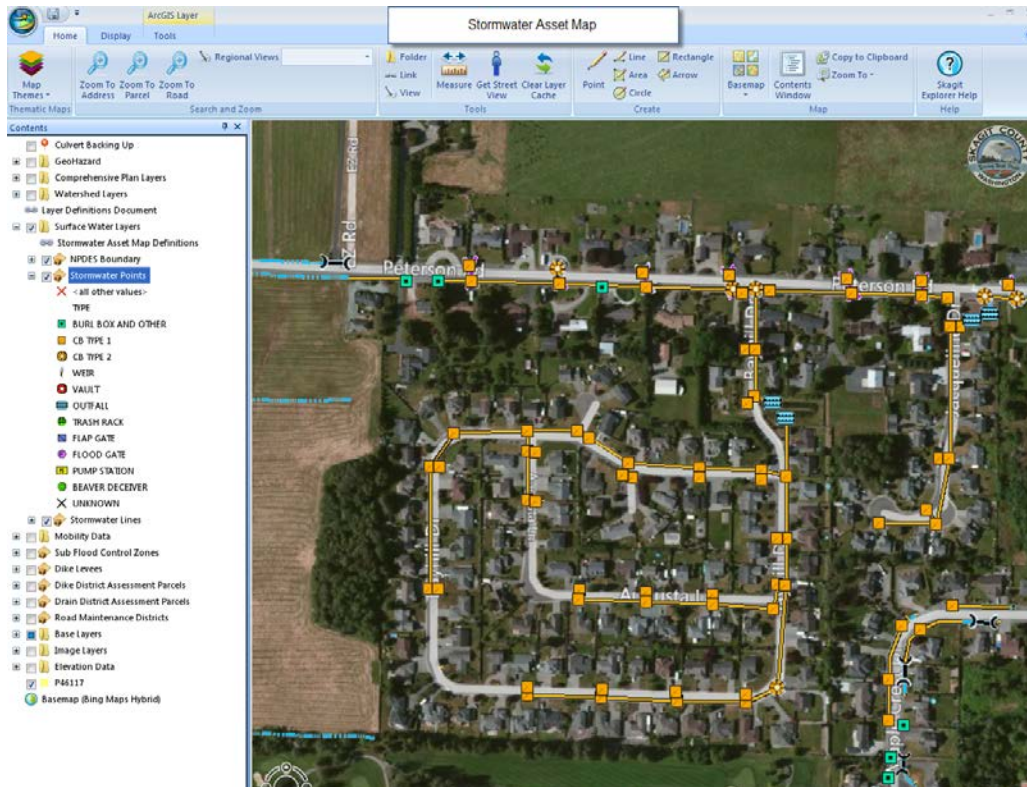 ArcGIS Layer
Stormwater Asset Map
Home Display Tools
Map Themes
Zoom To Address
Zoom To Parcel
Zoom To Road
Regional Views
Folder
Link
View
Measure
Get Street View
Clear Layer Cache
Point
Line
Area
Circle
Rectangle
Arrow
Basemap
Contents Window
Copy to Clipboard
Zoom To
Skagit Explorer Help
Thematic Maps
Search and Zoom
Tools
Create
Map
Help
Contents
Culvert Backing Up
GeoHazard
Comprehensive Plan Layers
Watershed Layers
Layer Definitions Document
Surface Water Layers
Stormwater Asset Map Definitions
NPDES Boundary
Stormwater Points
<all other values>
TYPE
BURL BOX AND OTHER
CB TYPE 1
CB TYPE 2
WEIR
VAULT
OUTFALL
TRASH RACK
FLAP GATE
FLOOD GATE
PUMP STATION
BEAVER DECEIVER
UNKNOWN
Stormwater Lines
Mobility Data
Sub Flood Control Zones
Dike Levees
Dike District Assessment Parcels
Drain District Assessment Parcels
Road Maintenance Districts
Base Layers
Image Layers
Elevation Data
P46117
Basemap (Bing Maps Hybrid)
SKAGIT COUNTY
WASHINGTON
EZ Rd
EZ Rd
Peterson Rd
Peterson